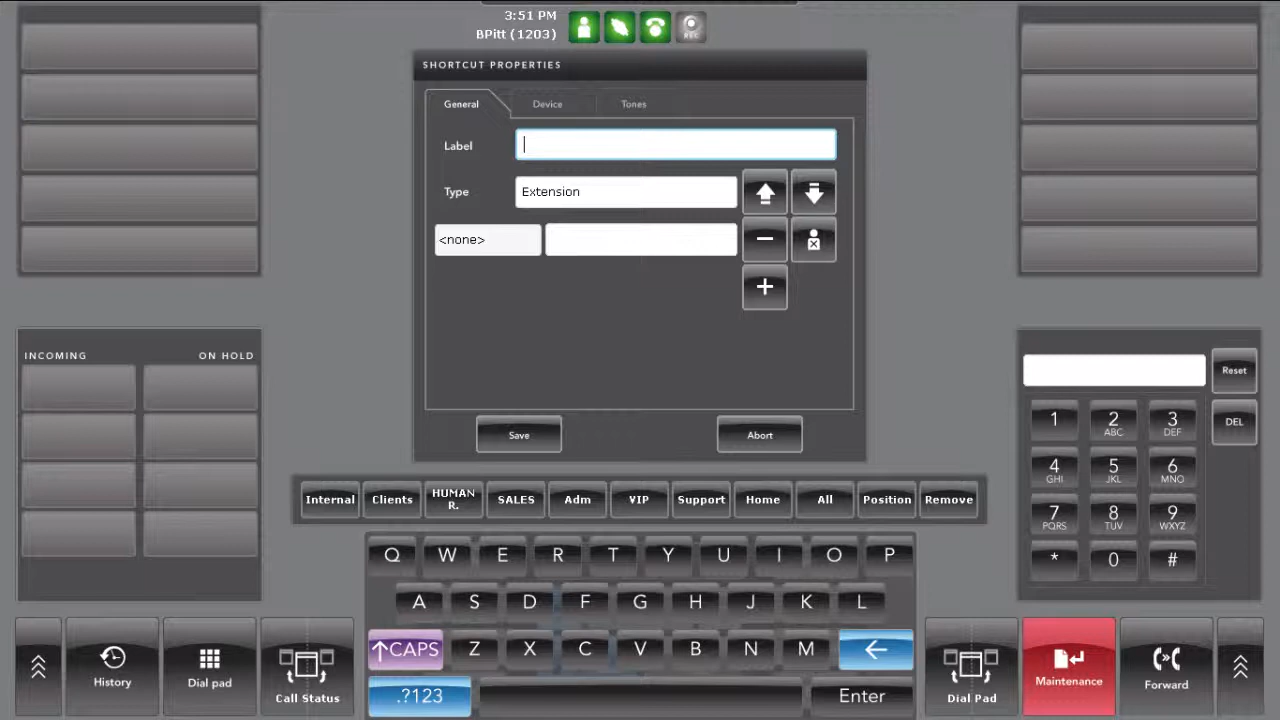 3:51 PM
BPitt (1203)
REC
SHORTCUT PROPERTIES
General Device Tones
Label
Type Extension
<none>
Save Abort
INCOMING ON HOLD
Reset
DEL
1 2 ABC 3 DEF
4 GHI 5 JKL 6 MNO
7 PQRS 8 TUV 9 WXYZ
* 0 #
Internal Clients HUMAN R. SALES Adm VIP Support Home All Position Remove
Q W E R T Y U I O P
A S D F G H J K L
CAPS Z X C V B N M
.?123 Enter
History Dial pad Call Status
Dial Pad Maintenance Forward